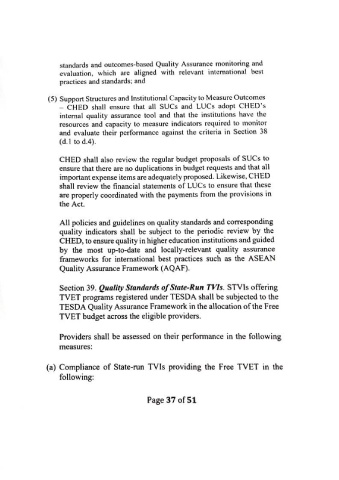 standards and outcomes-based Quality Assurance monitoring and
evaluation, which are aligned with relevant international best
practices and standards; and
(5) Support Structures and Institutional Capacity to Measure Outcomes
– CHED shall ensure that all SUCs and LUCs adopt CHED's
internal quality assurance tool and that the institutions have the
resources and capacity to measure indicators required to monitor
and evaluate their performance against the criteria in Section 38
(d.1 to d.4).
CHED shall also review the regular budget proposals of SUCs to
ensure that there are no duplications in budget requests and that all
important expense items are adequately proposed. Likewise, CHED
shall review the financial statements of LUCs to ensure that these
are properly coordinated with the payments from the provisions in
the Act.
All policies and guidelines on quality standards and corresponding
quality indicators shall be subject to the periodic review by the
CHED, to ensure quality in higher education institutions and guided
by the most up-to-date and locally-relevant quality assurance
frameworks for international best practices such as the ASEAN
Quality Assurance Framework (AQAF).
Section 39. Quality Standards of State-Run TVIs. STVIs offering
TVET programs registered under TESDA shall be subjected to the
TESDA Quality Assurance Framework in the allocation of the Free
TVET budget across the eligible providers.
Providers shall be assessed on their performance in the following
measures:
(a) Compliance of State-run TVIs providing the Free TVET in the
following:
Page 37 of 51